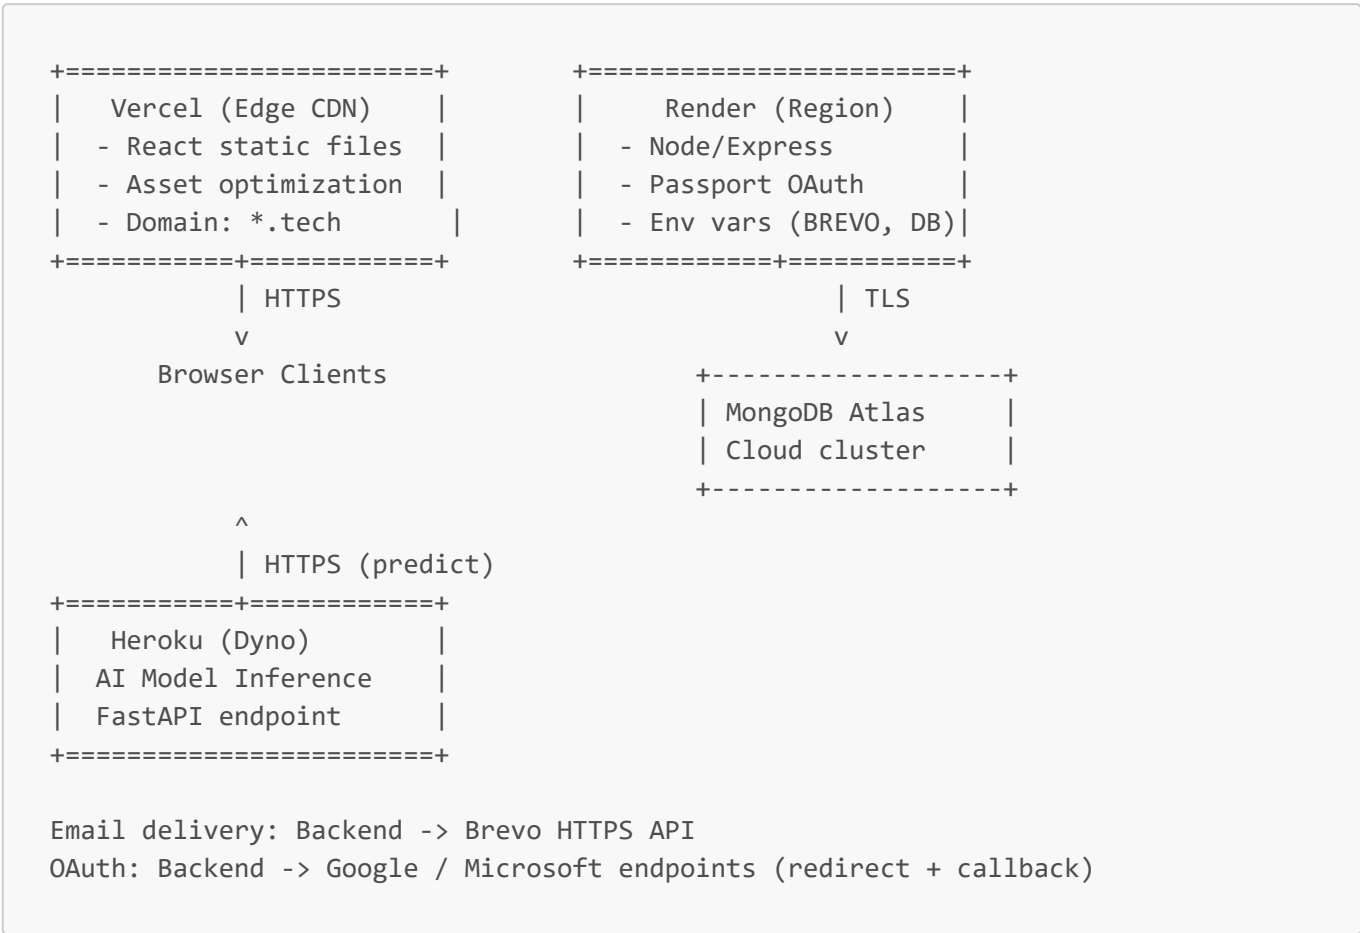 +========================+        +========================+
|   Vercel (Edge CDN)    |        |     Render (Region)    |
|  - React static files  |        |  - Node/Express        |
|  - Asset optimization  |        |  - Passport OAuth      |
|  - Domain: *.tech       |       |  - Env vars (BREVO, DB)|
+===========+============+        +============+===========+
            | HTTPS                                | TLS
            v                                      v
       Browser Clients                    +-------------------+
                                          | MongoDB Atlas     |
                                          | Cloud cluster     |
                                          +-------------------+
            ^
            | HTTPS (predict)
+===========+============+
|   Heroku (Dyno)        |
|  AI Model Inference    |
|  FastAPI endpoint      |
+========================+
Email delivery: Backend -> Brevo HTTPS API
OAuth: Backend -> Google / Microsoft endpoints (redirect + callback)